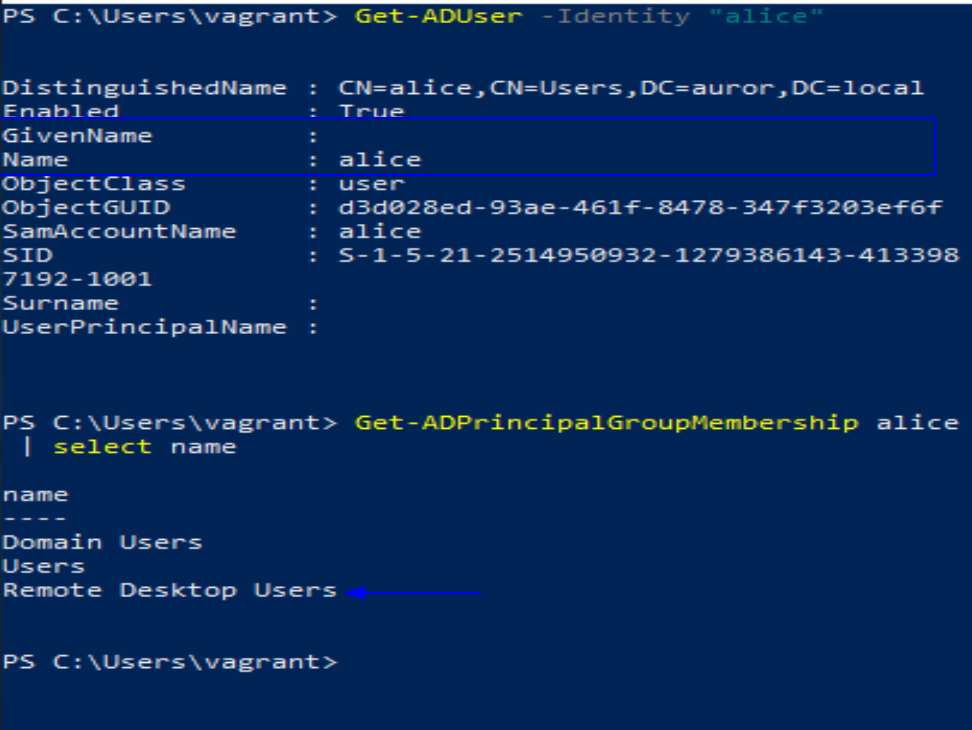 PS C:\Users\vagrant> Get-ADUser -Identity "alice"
DistinguishedName : CN=alice,CN=Users,DC=auror,DC=local
Enabled           : True
GivenName         :
Name              : alice
ObjectClass       : user
ObjectGUID        : d3d028ed-93ae-461f-8478-347f3203ef6f
SamAccountName    : alice
SID               : S-1-5-21-2514950932-1279386143-413398
7192-1001
Surname           :
UserPrincipalName :
PS C:\Users\vagrant> Get-ADPrincipalGroupMembership alice
 | select name
name
----
Domain Users
Users
Remote Desktop Users
PS C:\Users\vagrant>